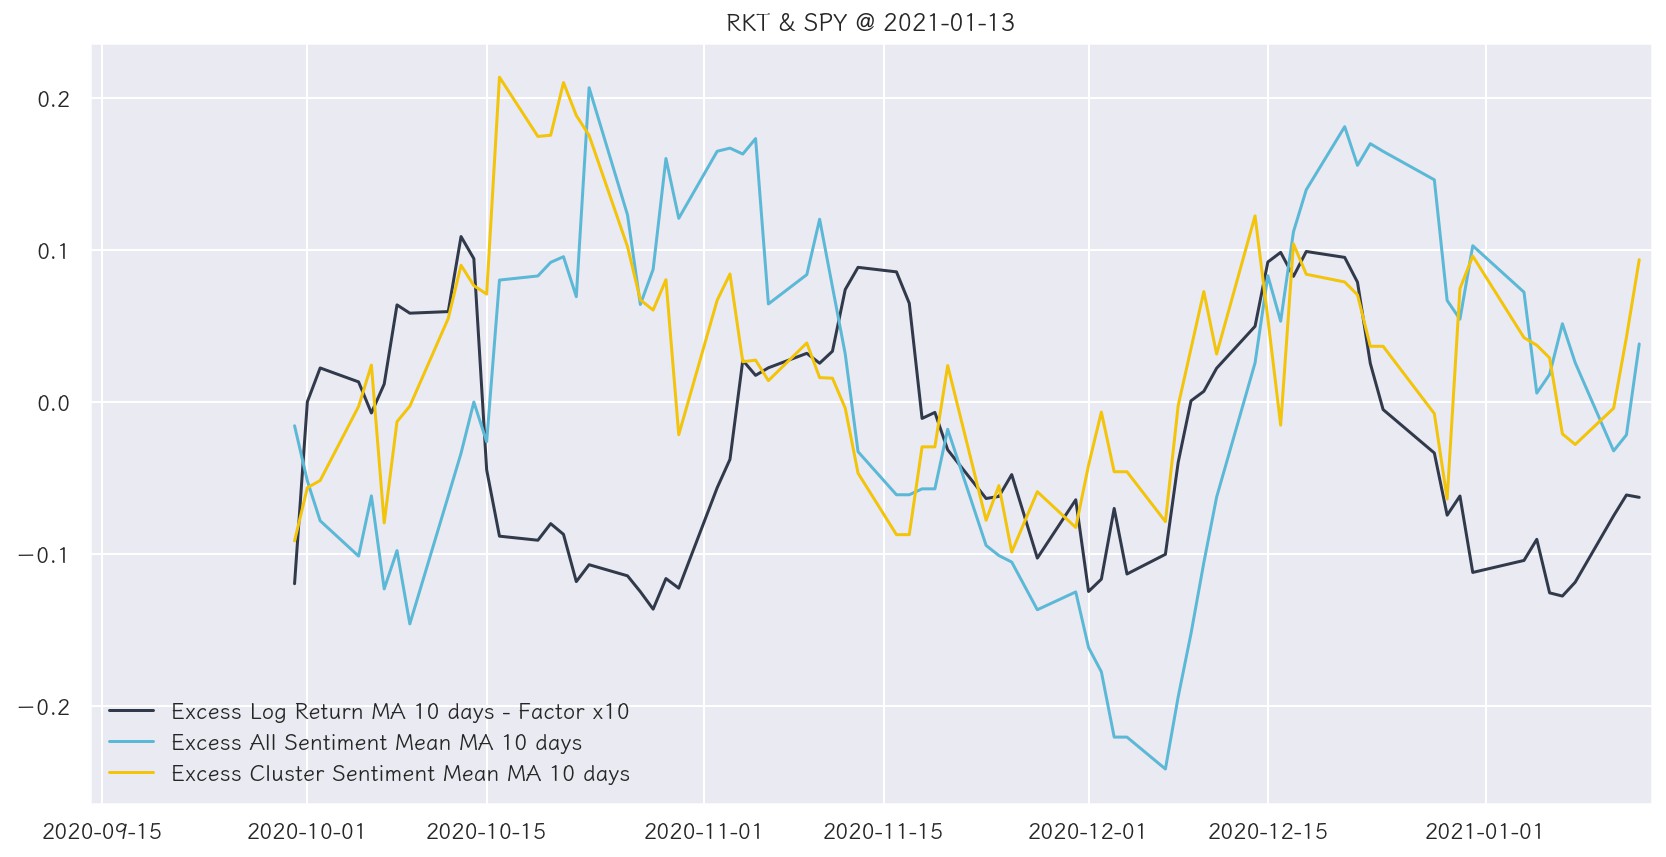 RKT & SPY @ 2021-01-13
0.2
0.1
0.0
−0.1
−0.2
Excess Log Return MA 10 days - Factor x10
Excess All Sentiment Mean MA 10 days
Excess Cluster Sentiment Mean MA 10 days
2020-09-15 2020-10-01 2020-10-15 2020-11-01 2020-11-15 2020-12-01 2020-12-15 2021-01-01